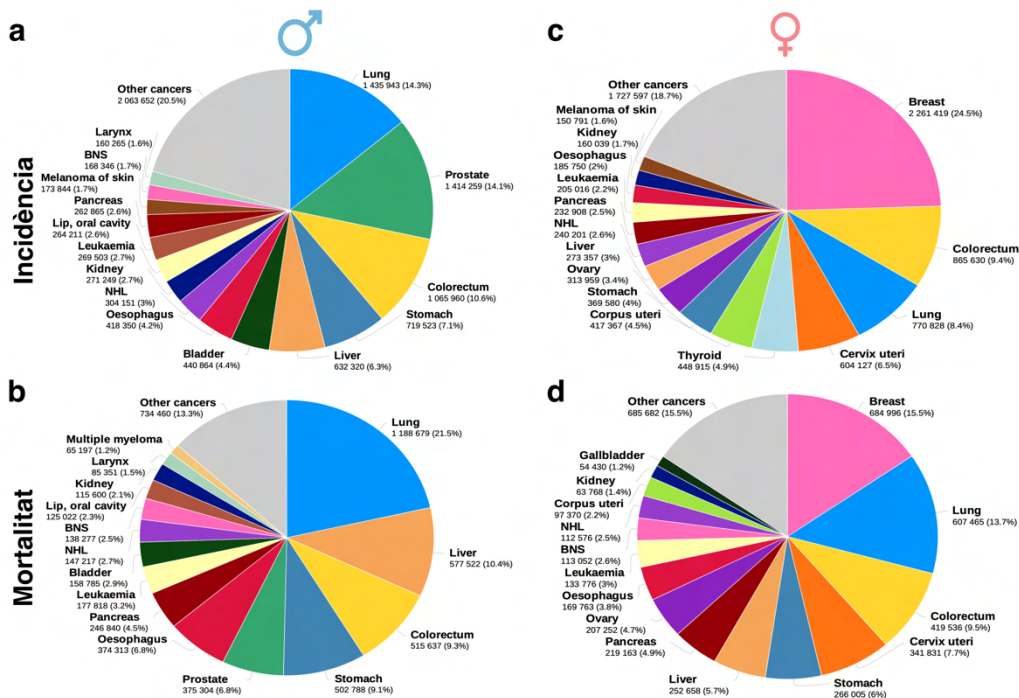 a
Other cancers
2 063 652 (20.5%)
Larynx
160 265 (1.6%)
BNS
168 346 (1.7%)
Melanoma of skin
173 844 (1.7%)
Pancreas
262 865 (2.6%)
Lip, oral cavity
264 211 (2.6%)
Leukaemia
269 503 (2.7%)
Kidney
271 249 (2.7%)
NHL
304 151 (3%)
Oesophagus
418 350 (4.2%)
Bladder
440 864 (4.4%)
Liver
632 320 (6.3%)
Stomach
719 523 (7.1%)
Colorectum
1 065 960 (10.6%)
Prostate
1 414 259 (14.1%)
Lung
1 435 943 (14.3%)
Incidència
c
Other cancers
1 727 597 (18.7%)
Melanoma of skin
150 791 (1.6%)
Kidney
160 039 (1.7%)
Oesophagus
185 750 (2%)
Leukaemia
205 016 (2.2%)
Pancreas
232 908 (2.5%)
NHL
240 201 (2.6%)
Liver
273 357 (3%)
Ovary
313 959 (3.4%)
Stomach
369 580 (4%)
Corpus uteri
417 367 (4.5%)
Thyroid
448 915 (4.9%)
Cervix uteri
604 127 (6.5%)
Lung
770 828 (8.4%)
Colorectum
865 630 (9.4%)
Breast
2 261 419 (24.5%)
b
Other cancers
734 460 (13.3%)
Multiple myeloma
65 197 (1.2%)
Larynx
85 351 (1.5%)
Kidney
115 600 (2.1%)
Lip, oral cavity
125 022 (2.3%)
BNS
138 277 (2.5%)
NHL
147 217 (2.7%)
Bladder
158 785 (2.9%)
Leukaemia
177 818 (3.2%)
Pancreas
246 840 (4.5%)
Oesophagus
374 313 (6.8%)
Prostate
375 304 (6.8%)
Stomach
502 788 (9.1%)
Colorectum
515 637 (9.3%)
Liver
577 522 (10.4%)
Lung
1 188 679 (21.5%)
Mortalitat
d
Other cancers
685 682 (15.5%)
Gallbladder
54 430 (1.2%)
Kidney
63 768 (1.4%)
Corpus uteri
97 370 (2.2%)
NHL
112 576 (2.5%)
BNS
113 052 (2.6%)
Leukaemia
133 776 (3%)
Oesophagus
169 763 (3.8%)
Ovary
207 252 (4.7%)
Pancreas
219 163 (4.9%)
Liver
252 658 (5.7%)
Stomach
266 005 (6%)
Cervix uteri
341 831 (7.7%)
Colorectum
419 536 (9.5%)
Lung
607 465 (13.7%)
Breast
684 996 (15.5%)